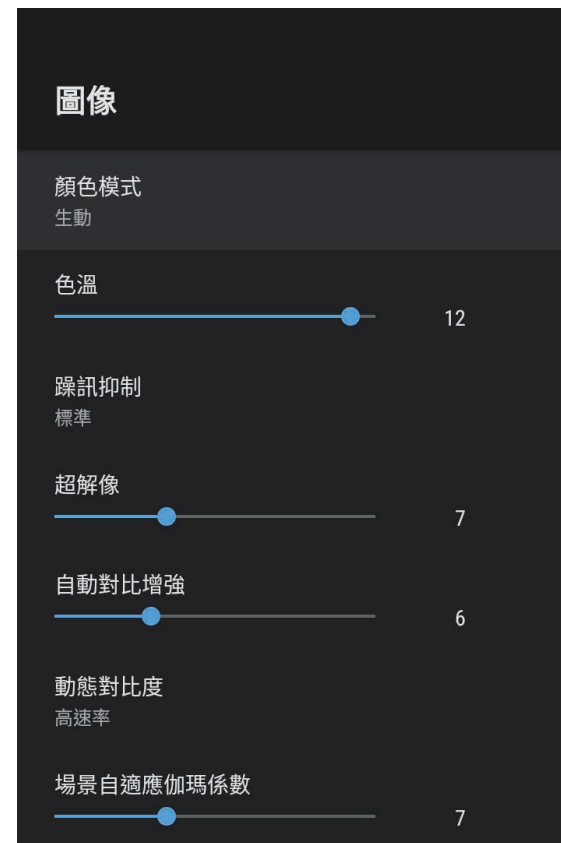 圖像
顏色模式
生動
色溫
12
躁訊抑制
標準
超解像
7
自動對比增強
6
動態對比度
高速率
場景自適應伽瑪係數
7